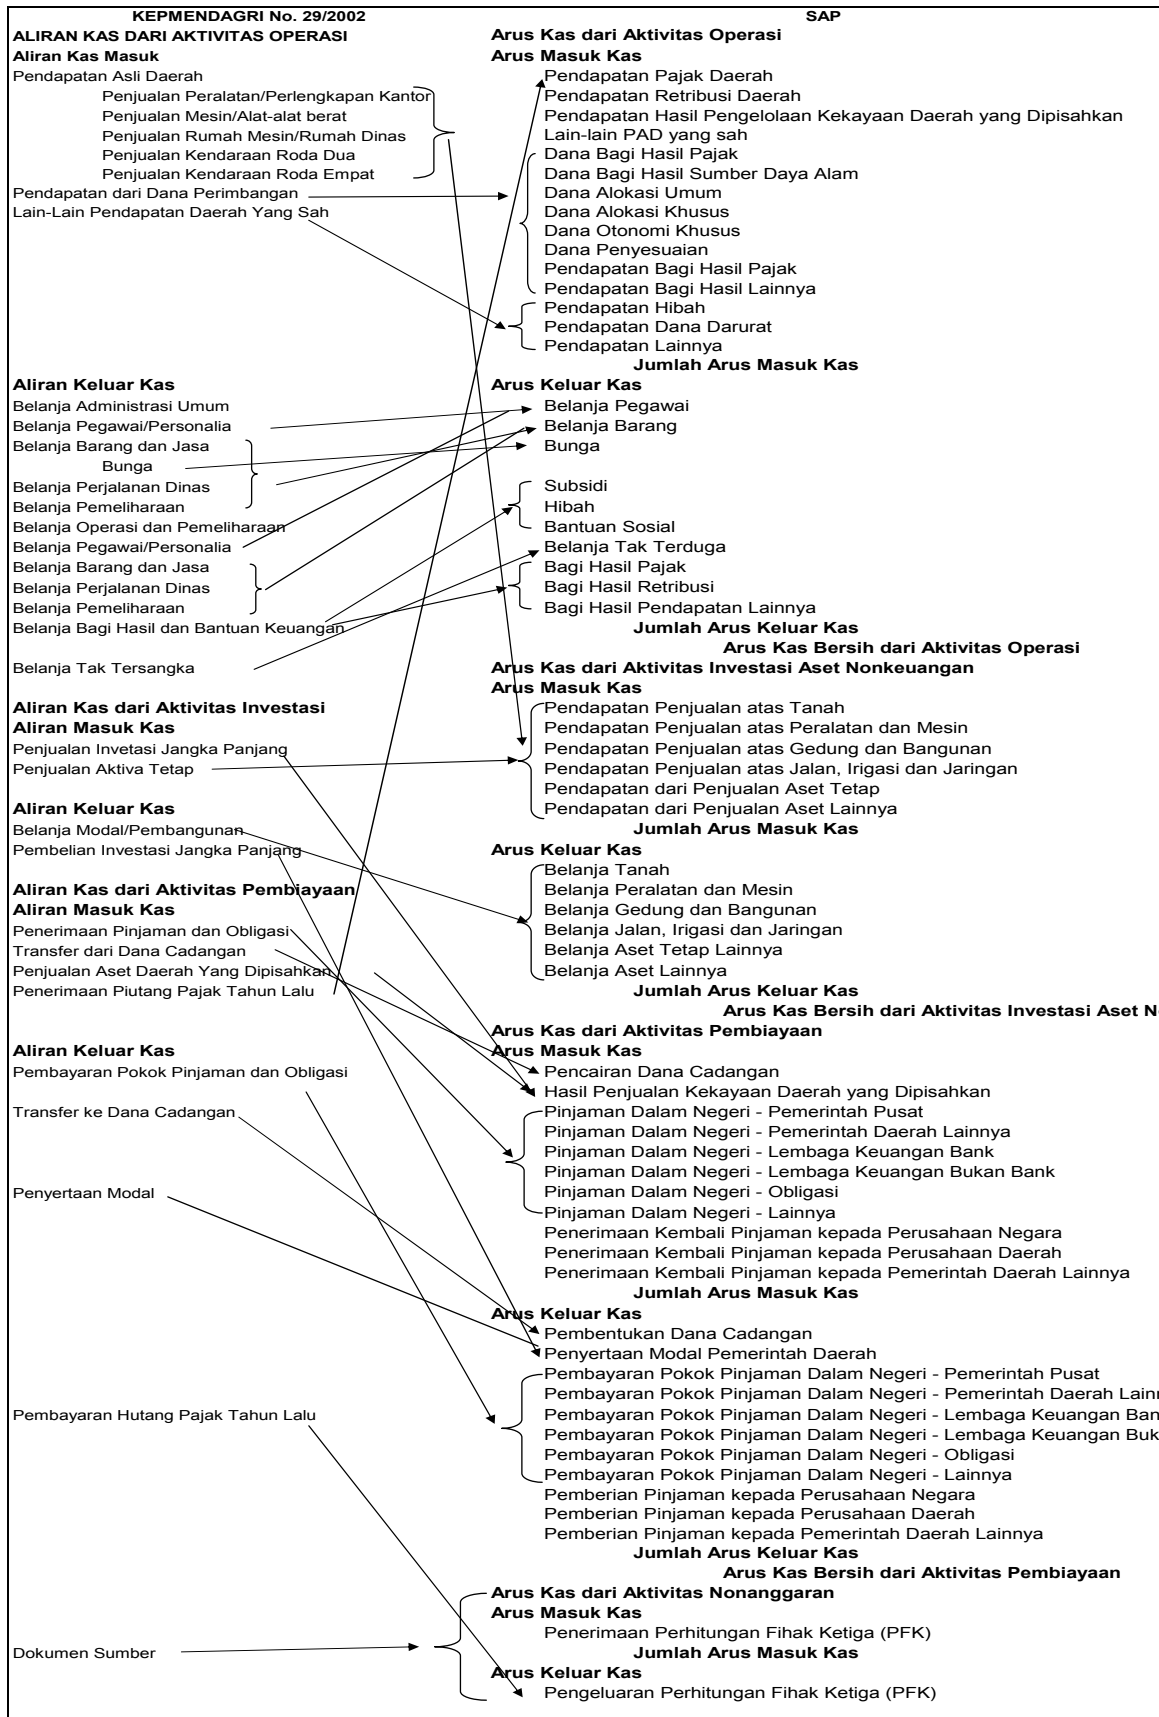 KEPMENDAGRI No. 29/2002 SAP
ALIRAN KAS DARI AKTIVITAS OPERASI Arus Kas dari Aktivitas Operasi
Aliran Kas Masuk Arus Masuk Kas
Pendapatan Asli Daerah Pendapatan Pajak Daerah
Penjualan Peralatan/Perlengkapan Kantor Pendapatan Retribusi Daerah
Penjualan Mesin/Alat-alat berat Pendapatan Hasil Pengelolaan Kekayaan Daerah yang Dipisahkan
Penjualan Rumah Mesin/Rumah Dinas Lain-lain PAD yang sah
Penjualan Kendaraan Roda Dua Dana Bagi Hasil Pajak
Penjualan Kendaraan Roda Empat Dana Bagi Hasil Sumber Daya Alam
Pendapatan dari Dana Perimbangan Dana Alokasi Umum
Lain-Lain Pendapatan Daerah Yang Sah Dana Alokasi Khusus
Dana Otonomi Khusus
Dana Penyesuaian
Pendapatan Bagi Hasil Pajak
Pendapatan Bagi Hasil Lainnya
Pendapatan Hibah
Pendapatan Dana Darurat
Pendapatan Lainnya
Jumlah Arus Masuk Kas
Aliran Keluar Kas Arus Keluar Kas
Belanja Administrasi Umum Belanja Pegawai
Belanja Pegawai/Personalia Belanja Barang
Belanja Barang dan Jasa Bunga
Bunga
Belanja Perjalanan Dinas Subsidi
Belanja Pemeliharaan Hibah
Belanja Operasi dan Pemeliharaan Bantuan Sosial
Belanja Pegawai/Personalia Belanja Tak Terduga
Belanja Barang dan Jasa Bagi Hasil Pajak
Belanja Perjalanan Dinas Bagi Hasil Retribusi
Belanja Pemeliharaan Bagi Hasil Pendapatan Lainnya
Belanja Bagi Hasil dan Bantuan Keuangan Jumlah Arus Keluar Kas
Arus Kas Bersih dari Aktivitas Operasi
Belanja Tak Tersangka Arus Kas dari Aktivitas Investasi Aset Nonkeuangan
Arus Masuk Kas
Aliran Kas dari Aktivitas Investasi Pendapatan Penjualan atas Tanah
Aliran Masuk Kas Pendapatan Penjualan atas Peralatan dan Mesin
Penjualan Invetasi Jangka Panjang Pendapatan Penjualan atas Gedung dan Bangunan
Penjualan Aktiva Tetap Pendapatan Penjualan atas Jalan, Irigasi dan Jaringan
Pendapatan dari Penjualan Aset Tetap
Aliran Keluar Kas Pendapatan dari Penjualan Aset Lainnya
Belanja Modal/Pembangunan Jumlah Arus Masuk Kas
Pembelian Investasi Jangka Panjang Arus Keluar Kas
Belanja Tanah
Aliran Kas dari Aktivitas Pembiayaan Belanja Peralatan dan Mesin
Aliran Masuk Kas Belanja Gedung dan Bangunan
Penerimaan Pinjaman dan Obligasi Belanja Jalan, Irigasi dan Jaringan
Transfer dari Dana Cadangan Belanja Aset Tetap Lainnya
Penjualan Aset Daerah Yang Dipisahkan Belanja Aset Lainnya
Penerimaan Piutang Pajak Tahun Lalu Jumlah Arus Keluar Kas
Arus Kas Bersih dari Aktivitas Investasi Aset
Arus Kas dari Aktivitas Pembiayaan
Aliran Keluar Kas Arus Masuk Kas
Pembayaran Pokok Pinjaman dan Obligasi Pencairan Dana Cadangan
Hasil Penjualan Kekayaan Daerah yang Dipisahkan
Transfer ke Dana Cadangan Pinjaman Dalam Negeri - Pemerintah Pusat
Pinjaman Dalam Negeri - Pemerintah Daerah Lainnya
Pinjaman Dalam Negeri - Lembaga Keuangan Bank
Pinjaman Dalam Negeri - Lembaga Keuangan Bukan Bank
Penyertaan Modal Pinjaman Dalam Negeri - Obligasi
Pinjaman Dalam Negeri - Lainnya
Penerimaan Kembali Pinjaman kepada Perusahaan Negara
Penerimaan Kembali Pinjaman kepada Perusahaan Daerah
Penerimaan Kembali Pinjaman kepada Pemerintah Daerah Lainnya
Jumlah Arus Masuk Kas
Arus Keluar Kas
Pembentukan Dana Cadangan
Penyertaan Modal Pemerintah Daerah
Pembayaran Pokok Pinjaman Dalam Negeri - Pemerintah Pusat
Pembayaran Pokok Pinjaman Dalam Negeri - Pemerintah Daerah
Pembayaran Hutang Pajak Tahun Lalu Pembayaran Pokok Pinjaman Dalam Negeri - Lembaga Keuangan
Pembayaran Pokok Pinjaman Dalam Negeri - Lembaga Keuangan
Pembayaran Pokok Pinjaman Dalam Negeri - Obligasi
Pembayaran Pokok Pinjaman Dalam Negeri - Lainnya
Pemberian Pinjaman kepada Perusahaan Negara
Pemberian Pinjaman kepada Perusahaan Daerah
Pemberian Pinjaman kepada Pemerintah Daerah Lainnya
Jumlah Arus Keluar Kas
Arus Kas Bersih dari Aktivitas Pembiayaan
Arus Kas dari Aktivitas Nonanggaran
Arus Masuk Kas
Penerimaan Perhitungan Fihak Ketiga (PFK)
Dokumen Sumber Jumlah Arus Masuk Kas
Arus Keluar Kas
Pengeluaran Perhitungan Fihak Ketiga (PFK)